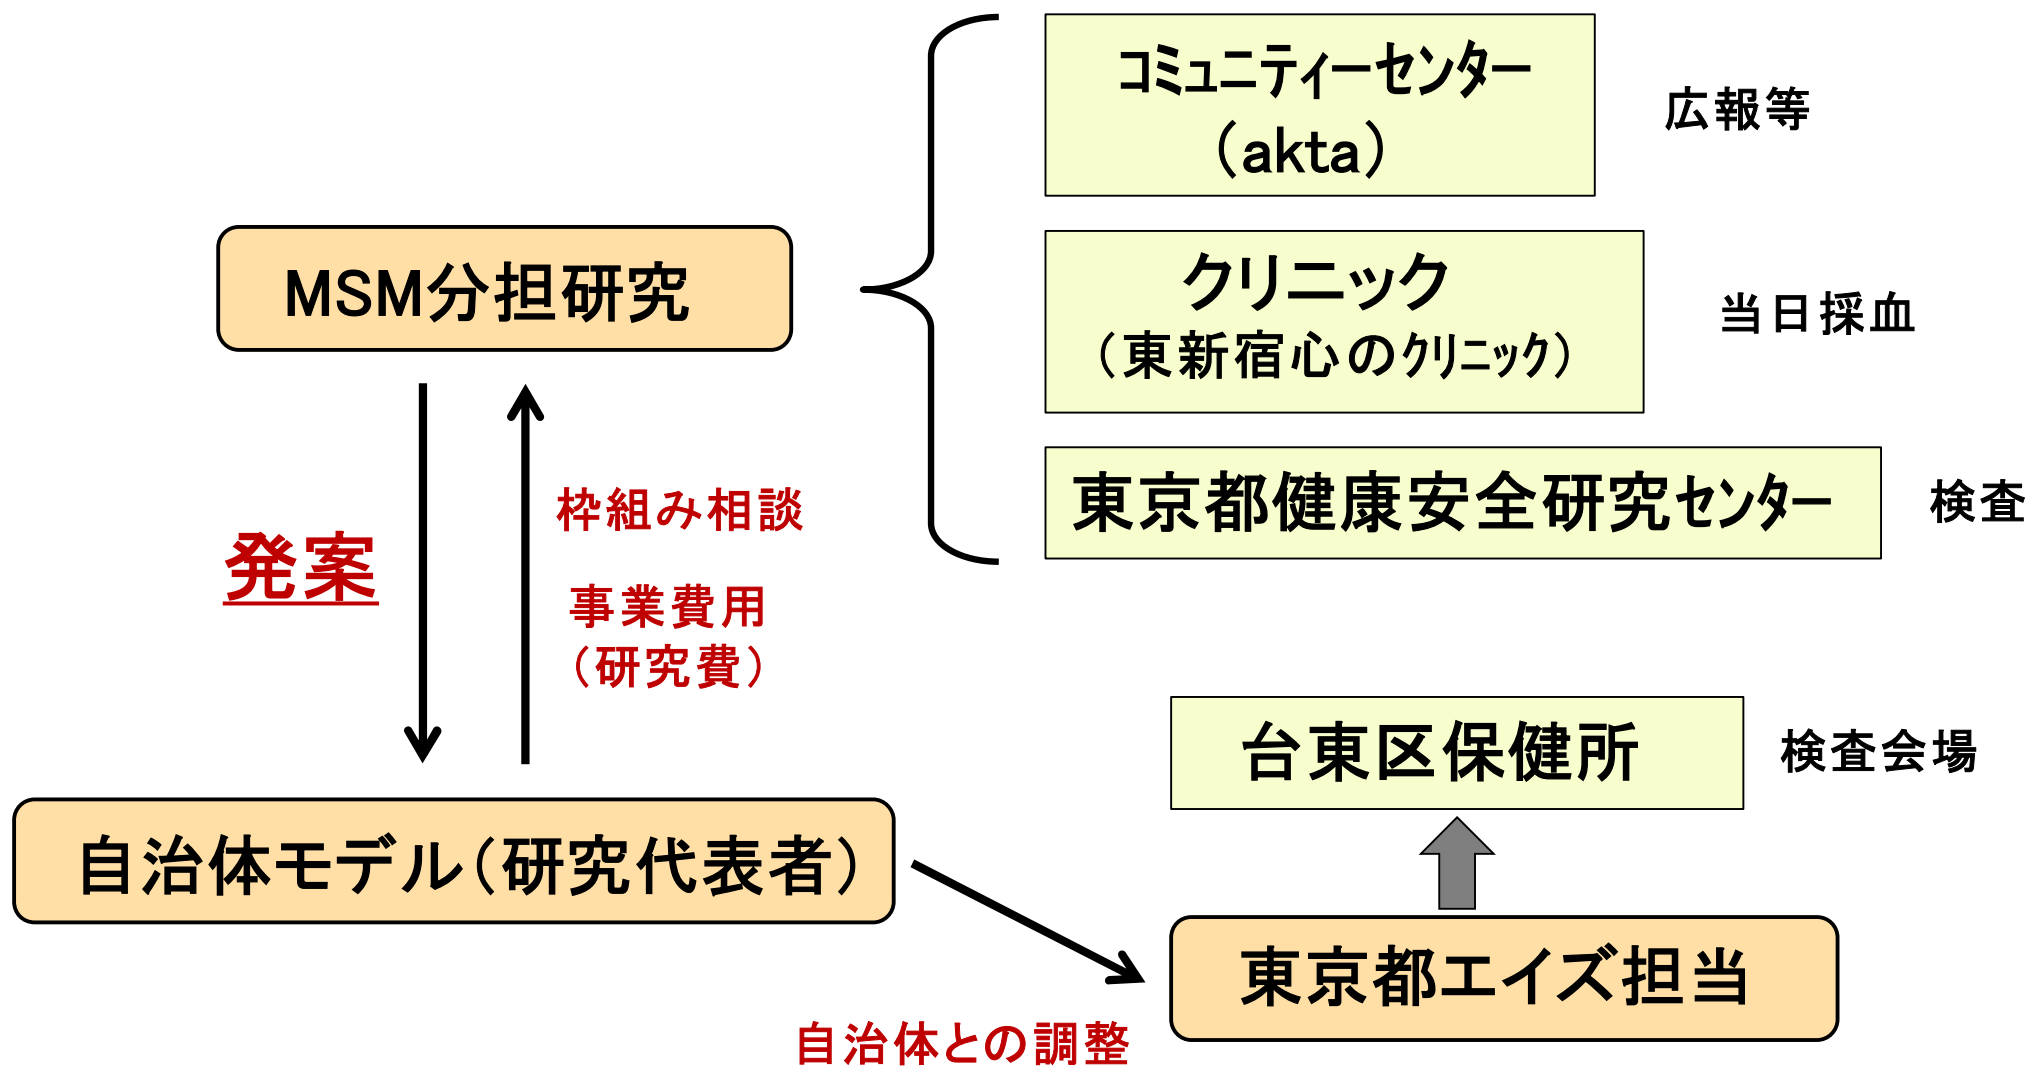 コミュニティーセンター
（akta）
広報等
MSM分担研究
クリニック
（東新宿心のクリニック）
当日採血
東京都健康安全研究センター
検査
発案
枠組み相談
事業費用
（研究費）
台東区保健所
検査会場
自治体モデル（研究代表者）
東京都エイズ担当
自治体との調整